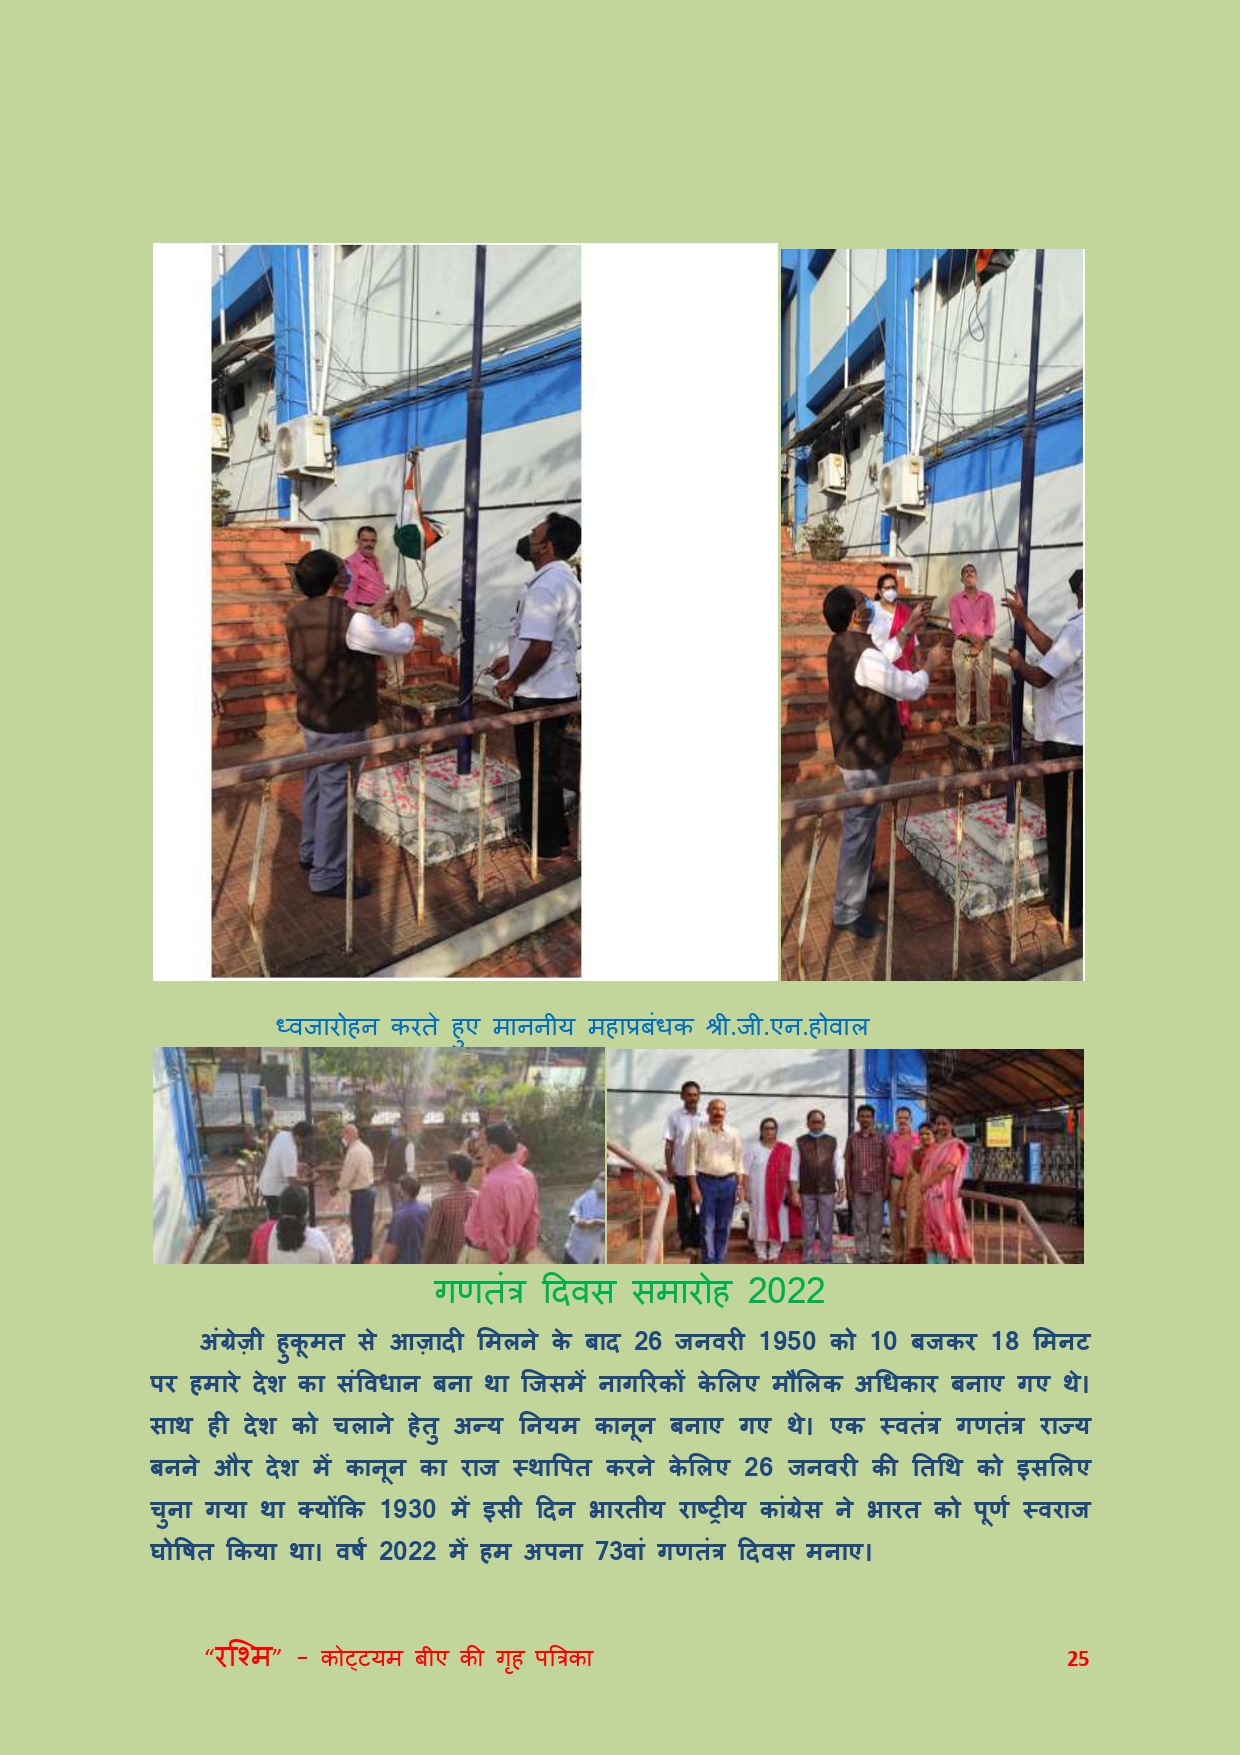 ध्वजारोहन करते हुए माननीय महाप्रबंधक श्री.जी.एन.होवाल
गणतंत्र दिवस समारोह 2022
अंग्रेज़ी हुकूमत से आज़ादी मिलने के बाद 26 जनवरी 1950 को 10 बजकर 18 मिनट
पर हमारे देश का संविधान बना था जिसमें नागरिकों केलिए मौलिक अधिकार बनाए गए थे।
साथ ही देश को चलाने हेतु अन्य नियम कानून बनाए गए थे। एक स्वतंत्र गणतंत्र राज्य
बनने और देश में कानून का राज स्थापित करने केलिए 26 जनवरी की तिथि को इसलिए
चुना गया था क्योंकि 1930 में इसी दिन भारतीय राष्ट्रीय कांग्रेस ने भारत को पूर्ण स्वराज
घोषित किया था। वर्ष 2022 में हम अपना 73वां गणतंत्र दिवस मनाए।
“रश्मि” – कोट्टयम बीए की गृह पत्रिका 25